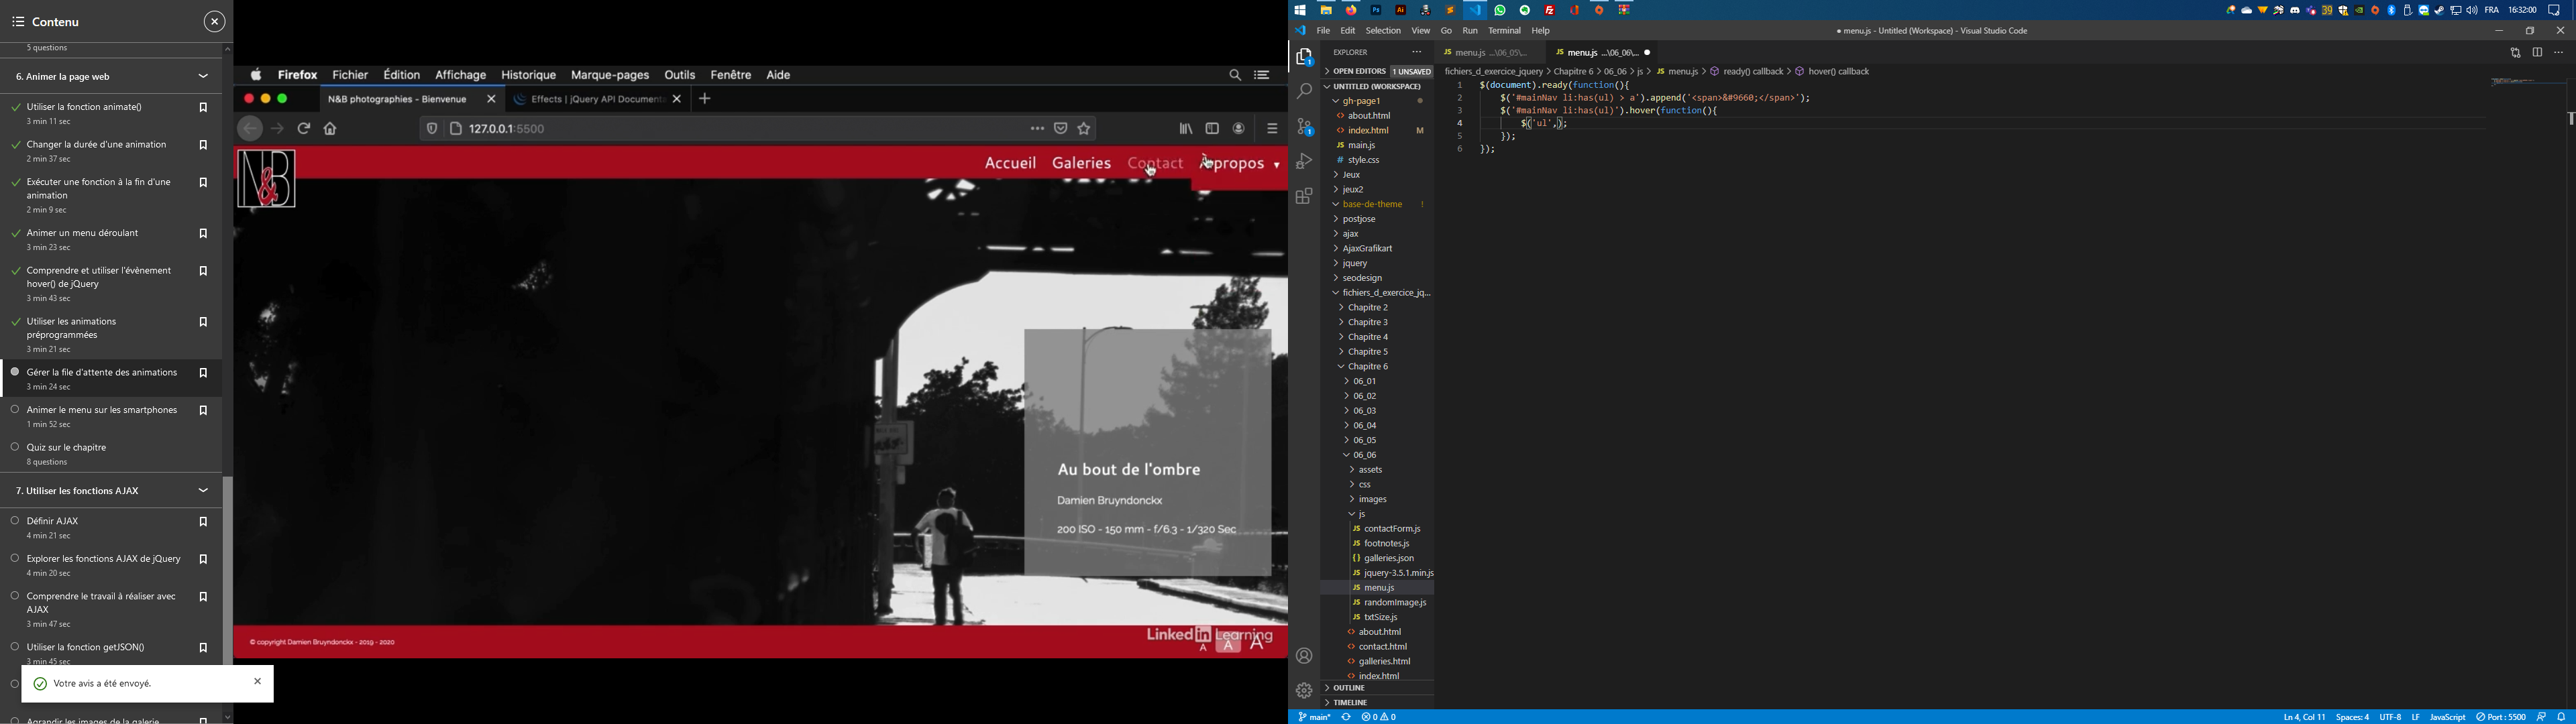 Contenu
5 questions
6. Animer la page web
Utiliser la fonction animate()
3 min 11 sec
Changer la durée d'une animation
2 min 37 sec
Exécuter une fonction à la fin d'une
animation
2 min 9 sec
Animer un menu déroulant
3 min 23 sec
Comprendre et utiliser l'évènement
hover() de jQuery
3 min 43 sec
Utiliser les animations
préprogrammées
3 min 21 sec
Gérer la file d'attente des animations
3 min 24 sec
Animer le menu sur les smartphones
1 min 52 sec
Quiz sur le chapitre
8 questions
7. Utiliser les fonctions AJAX
Définir AJAX
4 min 21 sec
Explorer les fonctions AJAX de jQuery
4 min 20 sec
Comprendre le travail à réaliser avec
AJAX
3 min 47 sec
Utiliser la fonction getJSON()
3 min 45 sec
Votre avis a été envoyé.
Agrandir les images de la galerie
Firefox Fichier Édition Affichage Historique Marque-pages Outils Fenêtre Aide
N&B photographies - Bienvenue
Effects | jQuery API Documenta
127.0.0.1:5500
N&B
Accueil Galeries Contact Apropos ▼
Au bout de l'ombre
Damien Bruyndonckx
200 ISO - 150 mm - f/6.3 - 1/320 Sec
© copyright Damien Bruyndonckx - 2019 - 2020
Linked in Learning
A A A
FRA 16:32:00
File Edit Selection View Go Run Terminal Help
● menu.js - Untitled (Workspace) - Visual Studio Code
EXPLORER
JS menu.js ...\06_05\...
JS menu.js ...\06_06\... ●
OPEN EDITORS 1 UNSAVED
fichiers_d_exercice_jquery > Chapitre 6 > 06_06 > js > JS menu.js > ready() callback > hover() callback
UNTITLED (WORKSPACE)
gh-page1
about.html
index.html M
JS main.js
# style.css
Jeux
jeux2
base-de-theme !
postjose
ajax
AjaxGrafikart
jquery
seodesign
fichiers_d_exercice_jq...
Chapitre 2
Chapitre 3
Chapitre 4
Chapitre 5
Chapitre 6
06_01
06_02
06_03
06_04
06_05
06_06
assets
css
images
js
JS contactForm.js
JS footnotes.js
{} galleries.json
JS jquery-3.5.1.min.js
JS menu.js
JS randomImage.js
JS txtSize.js
about.html
contact.html
galleries.html
index.html
OUTLINE
TIMELINE
1 $(document).ready(function(){
2 $('#mainNav li:has(ul) > a').append('<span>&#9660;</span>');
3 $('#mainNav li:has(ul)').hover(function(){
4 $('ul',);
5 });
6 });
main* 0 0
Ln 4, Col 11 Spaces: 4 UTF-8 LF JavaScript Port : 5500